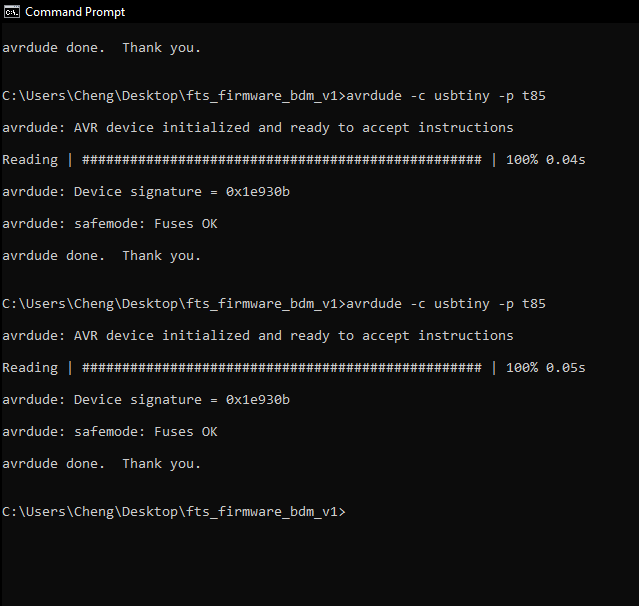 Command Prompt
avrdude done.  Thank you.
C:\Users\Cheng\Desktop\fts_firmware_bdm_v1>avrdude -c usbtiny -p t85
avrdude: AVR device initialized and ready to accept instructions
Reading | ################################################## | 100% 0.04s
avrdude: Device signature = 0x1e930b
avrdude: safemode: Fuses OK
avrdude done.  Thank you.
C:\Users\Cheng\Desktop\fts_firmware_bdm_v1>avrdude -c usbtiny -p t85
avrdude: AVR device initialized and ready to accept instructions
Reading | ################################################## | 100% 0.05s
avrdude: Device signature = 0x1e930b
avrdude: safemode: Fuses OK
avrdude done.  Thank you.
C:\Users\Cheng\Desktop\fts_firmware_bdm_v1>